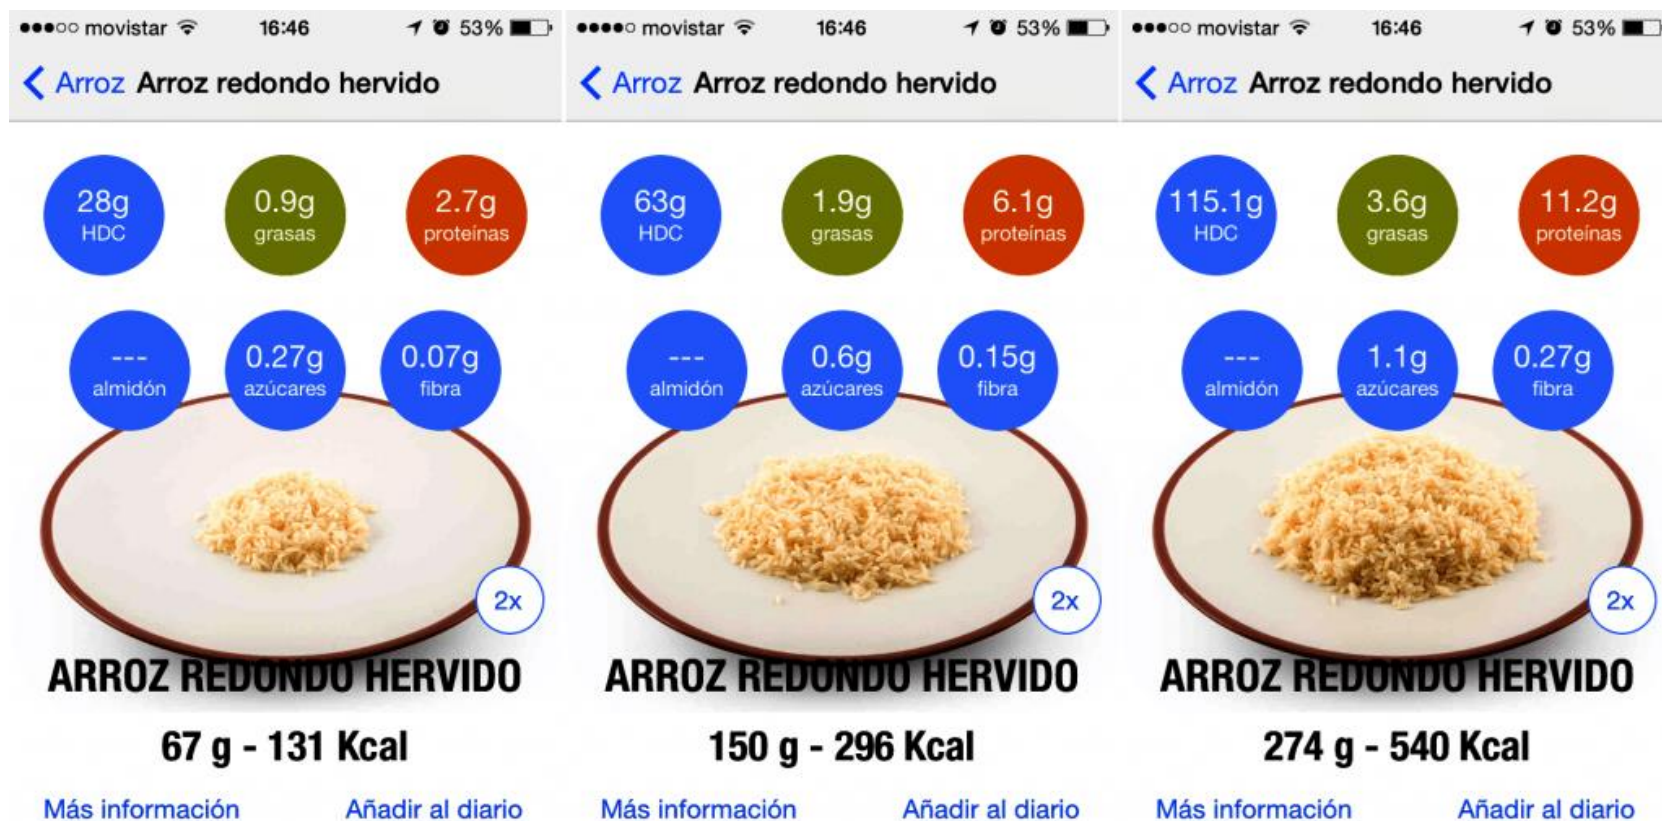 movistar 16:46 53%
Arroz Arroz redondo hervido
28g
HDC
0.9g
grasas
2.7g
proteínas
---
almidón
0.27g
azúcares
0.07g
fibra
2x
ARROZ REDONDO HERVIDO
67 g - 131 Kcal
Más información Añadir al diario
movistar 16:46 53%
Arroz Arroz redondo hervido
63g
HDC
1.9g
grasas
6.1g
proteínas
---
almidón
0.6g
azúcares
0.15g
fibra
2x
ARROZ REDONDO HERVIDO
150 g - 296 Kcal
Más información Añadir al diario
movistar 16:46 53%
Arroz Arroz redondo hervido
115.1g
HDC
3.6g
grasas
11.2g
proteínas
---
almidón
1.1g
azúcares
0.27g
fibra
2x
ARROZ REDONDO HERVIDO
274 g - 540 Kcal
Más información Añadir al diario